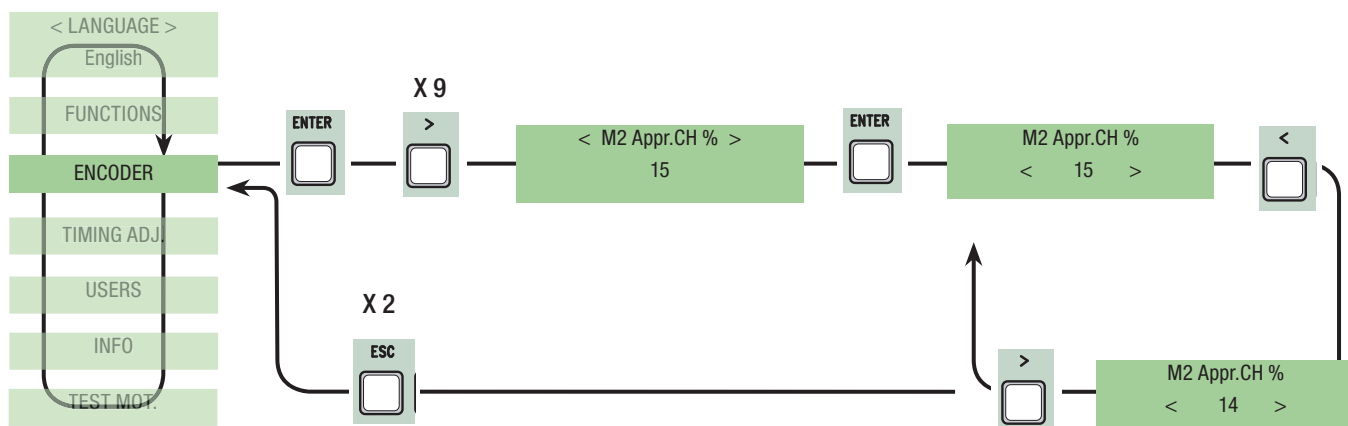 < LANGUAGE >
English
FUNCTIONS
ENCODER
TIMING ADJ.
USERS
INFO
TEST MOT.
ENTER
X 9
>
< M2 Appr.CH % >
15
ENTER
M2 Appr.CH %
< 15 >
<
X 2
ESC
>
M2 Appr.CH %
< 14 >